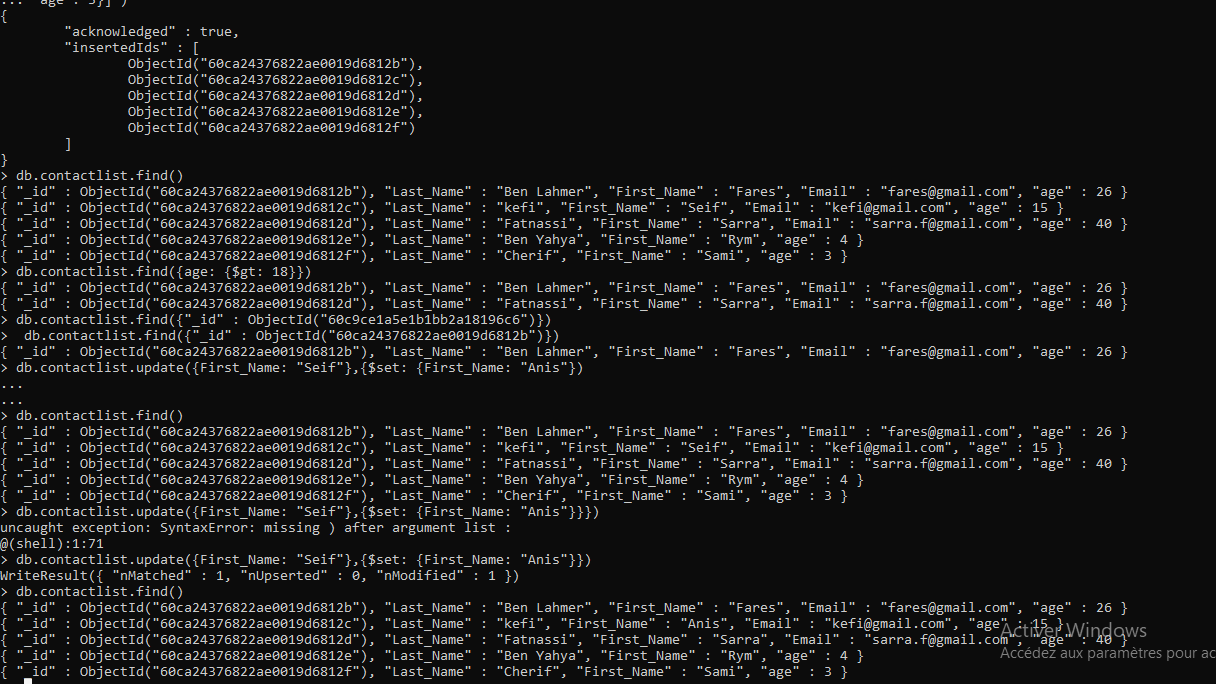 ... "age": 3}] )
{
        "acknowledged" : true,
        "insertedIds" : [
                ObjectId("60ca24376822ae0019d6812b"),
                ObjectId("60ca24376822ae0019d6812c"),
                ObjectId("60ca24376822ae0019d6812d"),
                ObjectId("60ca24376822ae0019d6812e"),
                ObjectId("60ca24376822ae0019d6812f")
        ]
}
> db.contactlist.find()
{ "_id" : ObjectId("60ca24376822ae0019d6812b"), "Last_Name" : "Ben Lahmer", "First_Name" : "Fares", "Email" : "fares@gmail.com", "age" : 26 }
{ "_id" : ObjectId("60ca24376822ae0019d6812c"), "Last_Name" : "kefi", "First_Name" : "Seif", "Email" : "kefi@gmail.com", "age" : 15 }
{ "_id" : ObjectId("60ca24376822ae0019d6812d"), "Last_Name" : "Fatnassi", "First_Name" : "Sarra", "Email" : "sarra.f@gmail.com", "age" : 40 }
{ "_id" : ObjectId("60ca24376822ae0019d6812e"), "Last_Name" : "Ben Yahya", "First_Name" : "Rym", "age" : 4 }
{ "_id" : ObjectId("60ca24376822ae0019d6812f"), "Last_Name" : "Cherif", "First_Name" : "Sami", "age" : 3 }
> db.contactlist.find({age: {$gt: 18}})
{ "_id" : ObjectId("60ca24376822ae0019d6812b"), "Last_Name" : "Ben Lahmer", "First_Name" : "Fares", "Email" : "fares@gmail.com", "age" : 26 }
{ "_id" : ObjectId("60ca24376822ae0019d6812d"), "Last_Name" : "Fatnassi", "First_Name" : "Sarra", "Email" : "sarra.f@gmail.com", "age" : 40 }
> db.contactlist.find({"_id" : ObjectId("60c9ce1a5e1b1bb2a18196c6")})
>  db.contactlist.find({"_id" : ObjectId("60ca24376822ae0019d6812b")})
{ "_id" : ObjectId("60ca24376822ae0019d6812b"), "Last_Name" : "Ben Lahmer", "First_Name" : "Fares", "Email" : "fares@gmail.com", "age" : 26 }
> db.contactlist.update({First_Name: "Seif"},{$set: {First_Name: "Anis"})
...
...
> db.contactlist.find()
{ "_id" : ObjectId("60ca24376822ae0019d6812b"), "Last_Name" : "Ben Lahmer", "First_Name" : "Fares", "Email" : "fares@gmail.com", "age" : 26 }
{ "_id" : ObjectId("60ca24376822ae0019d6812c"), "Last_Name" : "kefi", "First_Name" : "Seif", "Email" : "kefi@gmail.com", "age" : 15 }
{ "_id" : ObjectId("60ca24376822ae0019d6812d"), "Last_Name" : "Fatnassi", "First_Name" : "Sarra", "Email" : "sarra.f@gmail.com", "age" : 40 }
{ "_id" : ObjectId("60ca24376822ae0019d6812e"), "Last_Name" : "Ben Yahya", "First_Name" : "Rym", "age" : 4 }
{ "_id" : ObjectId("60ca24376822ae0019d6812f"), "Last_Name" : "Cherif", "First_Name" : "Sami", "age" : 3 }
> db.contactlist.update({First_Name: "Seif"},{$set: {First_Name: "Anis"}}})
uncaught exception: SyntaxError: missing ) after argument list :
@(shell):1:71
> db.contactlist.update({First_Name: "Seif"},{$set: {First_Name: "Anis"}})
WriteResult({ "nMatched" : 1, "nUpserted" : 0, "nModified" : 1 })
> db.contactlist.find()
{ "_id" : ObjectId("60ca24376822ae0019d6812b"), "Last_Name" : "Ben Lahmer", "First_Name" : "Fares", "Email" : "fares@gmail.com", "age" : 26 }
{ "_id" : ObjectId("60ca24376822ae0019d6812c"), "Last_Name" : "kefi", "First_Name" : "Anis", "Email" : "kefi@gmail.com", "age" : 15 }
{ "_id" : ObjectId("60ca24376822ae0019d6812d"), "Last_Name" : "Fatnassi", "First_Name" : "Sarra", "Email" : "sarra.f@gmail.com", "age" : 40 }
{ "_id" : ObjectId("60ca24376822ae0019d6812e"), "Last_Name" : "Ben Yahya", "First_Name" : "Rym", "age" : 4 }
{ "_id" : ObjectId("60ca24376822ae0019d6812f"), "Last_Name" : "Cherif", "First_Name" : "Sami", "age" : 3 }
Activer Windows
Accédez aux paramètres pour ac